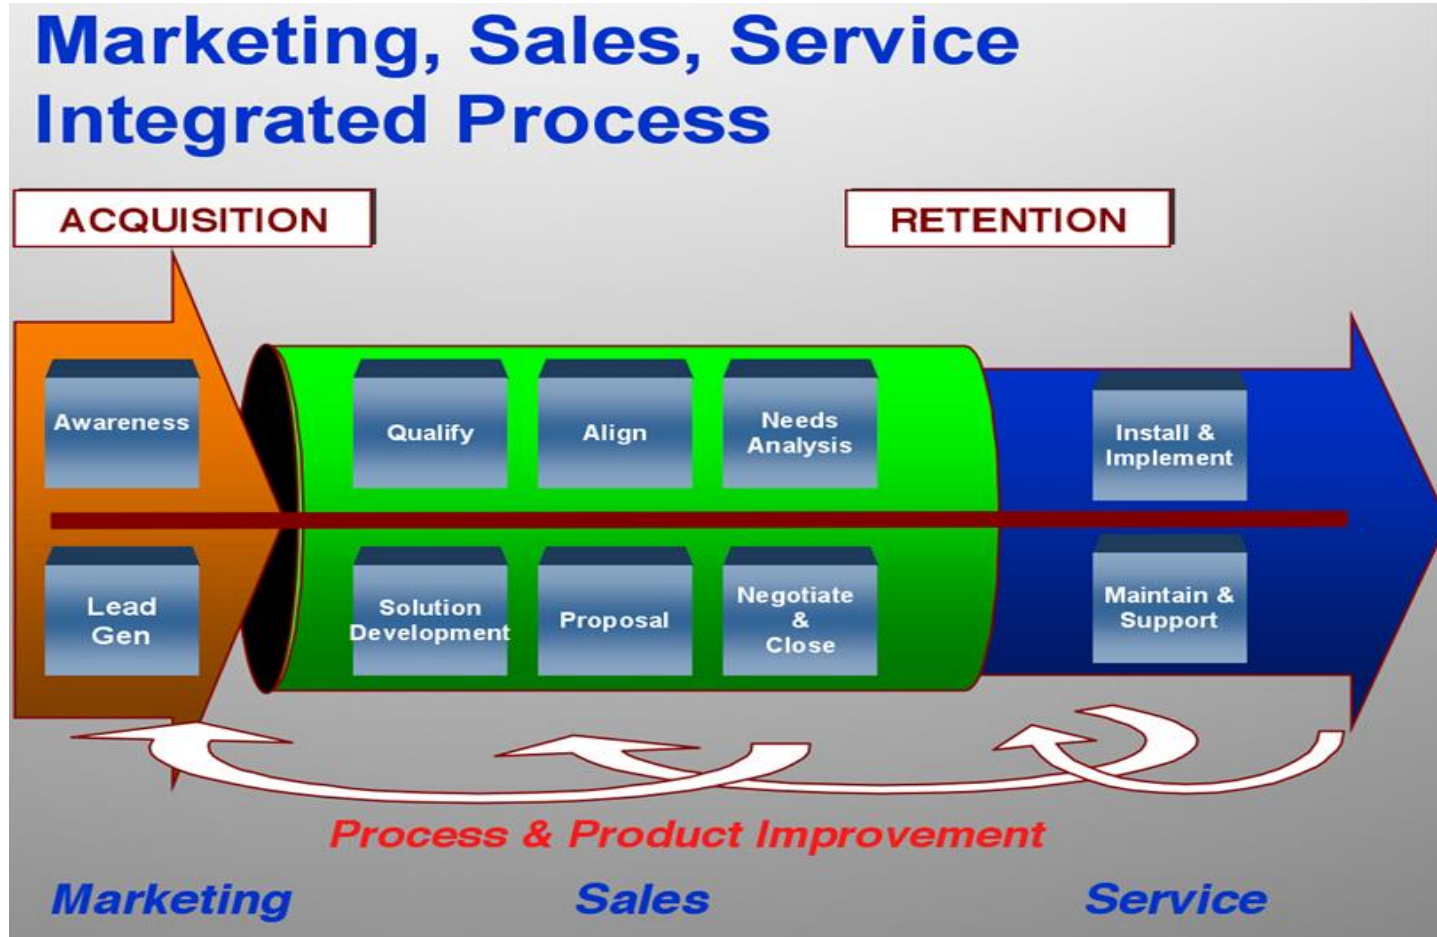 Marketing, Sales, Service
Integrated Process
ACQUISITION
RETENTION
Awareness
Qualify
Align
Needs
Analysis
Install &
Implement
Lead
Gen
Solution
Development
Proposal
Negotiate
&
Close
Maintain &
Support
Process & Product Improvement
Marketing
Sales
Service